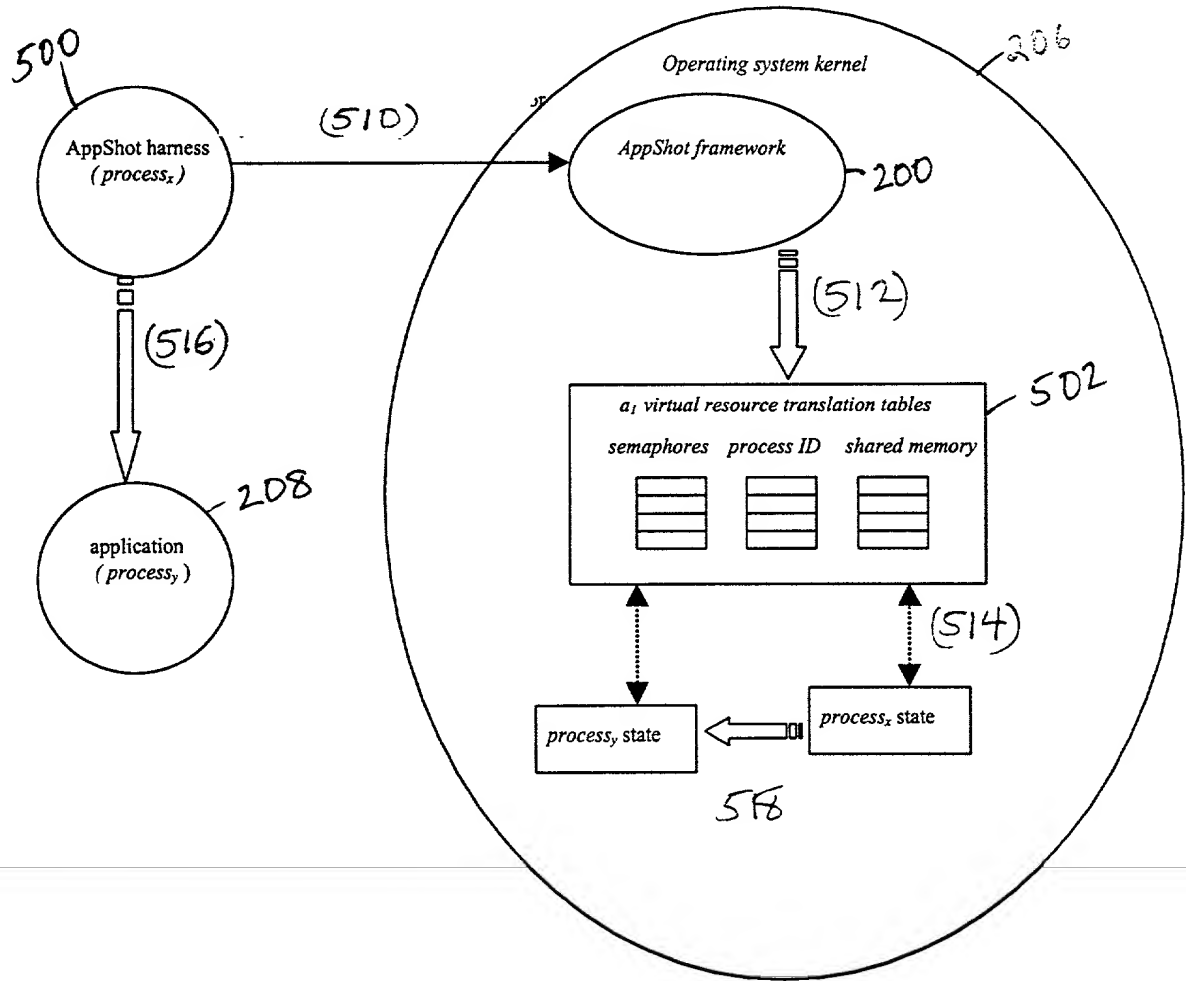 500
206
Operating system kernel
(510)
AppShot harness
(processx)
AppShot framework
200
(512)
(516)
502
a1 virtual resource translation tables
semaphores process ID shared memory
208
application
(processy)
(514)
processy state
processx state
518